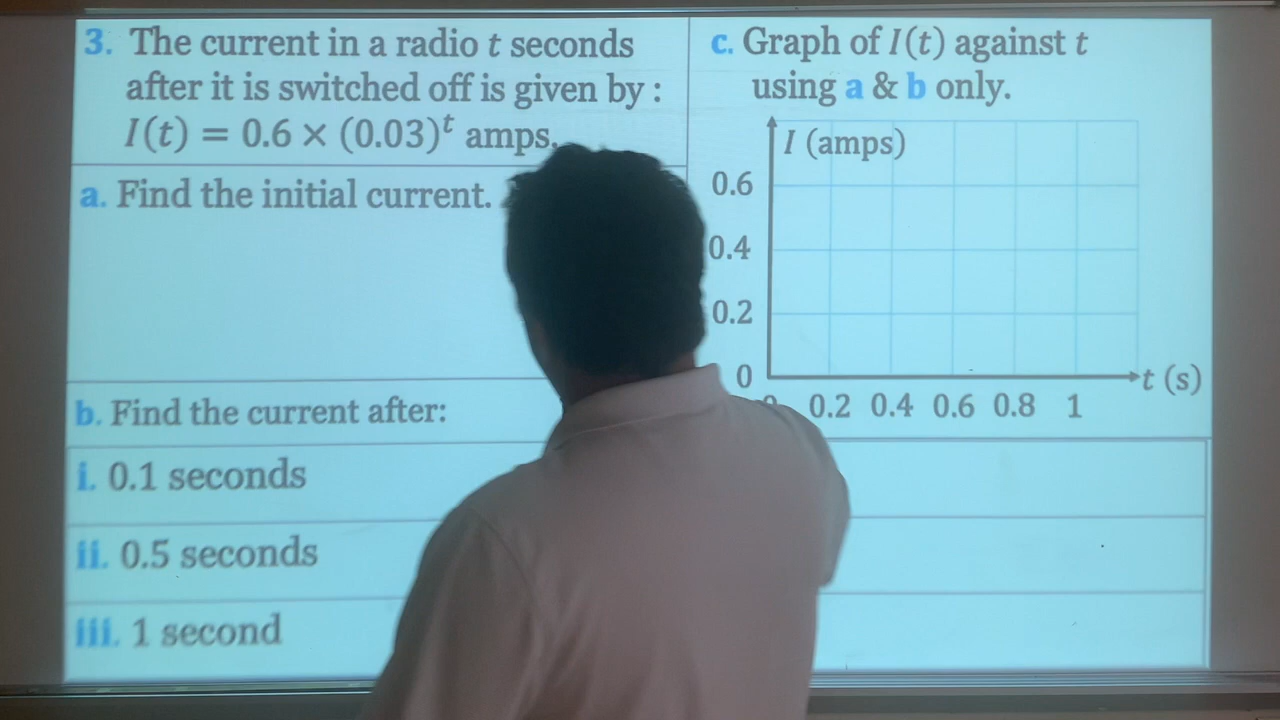 3. The current in a radio t seconds
after it is switched off is given by :
I(t) = 0.6 × (0.03)^t amps.
a. Find the initial current.
b. Find the current after:
i. 0.1 seconds
ii. 0.5 seconds
iii. 1 second
c. Graph of I(t) against t
using a & b only.
I (amps)
0.6
0.4
0.2
0
t (s)
0 0.2 0.4 0.6 0.8 1